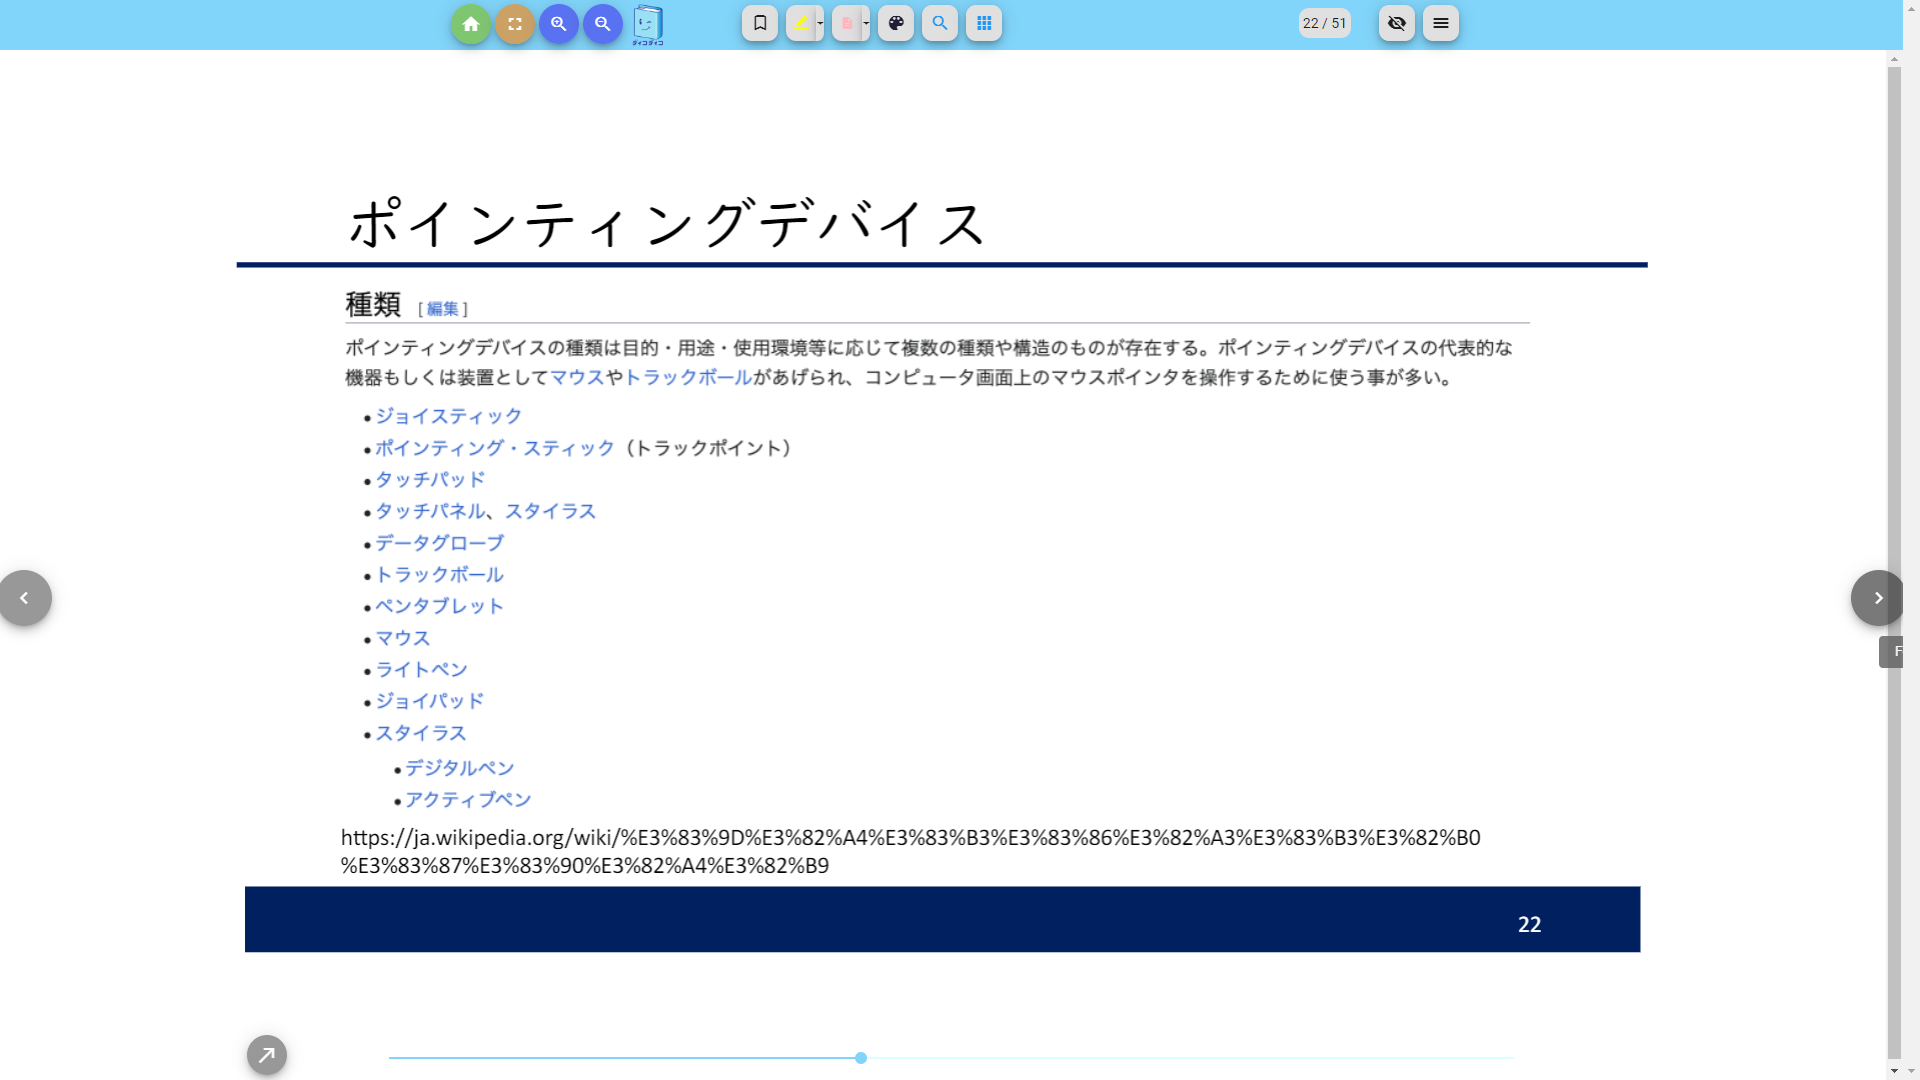 ダイコダイコ
22 / 51
ポインティングデバイス
種類 [ 編集 ]
ポインティングデバイスの種類は目的・用途・使用環境等に応じて複数の種類や構造のものが存在する。ポインティングデバイスの代表的な
機器もしくは装置としてマウスやトラックボールがあげられ、コンピュータ画面上のマウスポインタを操作するために使う事が多い。
• ジョイスティック
• ポインティング・スティック（トラックポイント）
• タッチパッド
• タッチパネル、スタイラス
• データグローブ
• トラックボール
• ペンタブレット
• マウス
• ライトペン
• ジョイパッド
• スタイラス
• デジタルペン
• アクティブペン
https://ja.wikipedia.org/wiki/%E3%83%9D%E3%82%A4%E3%83%B3%E3%83%86%E3%82%A3%E3%83%B3%E3%82%B0
%E3%83%87%E3%83%90%E3%82%A4%E3%82%B9
22
F